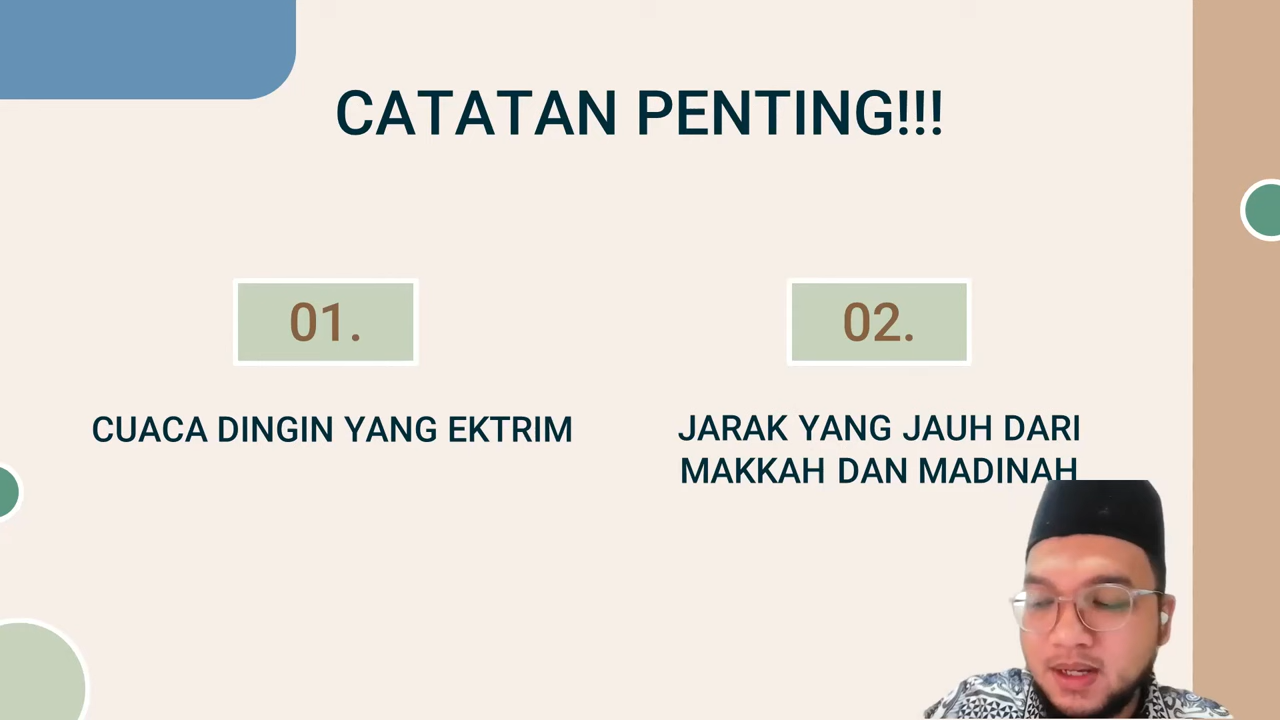 CATATAN PENTING!!!
01.
CUACA DINGIN YANG EKTRIM
02.
JARAK YANG JAUH DARI
MAKKAH DAN MADINAH